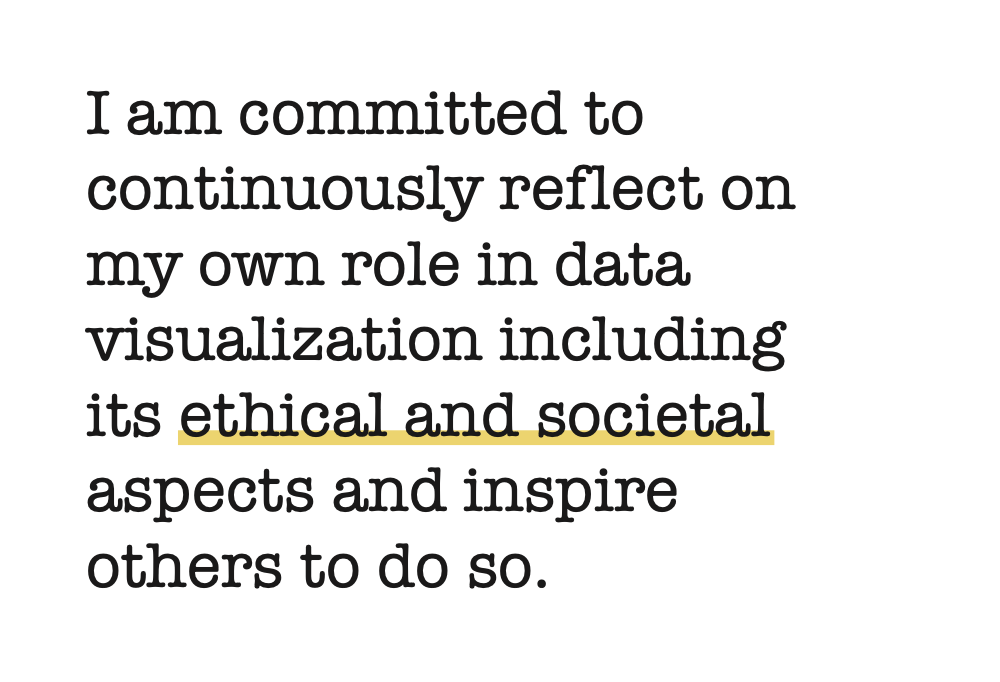 I am committed to
continuously reflect on
my own role in data
visualization including
its ethical and societal
aspects and inspire
others to do so.